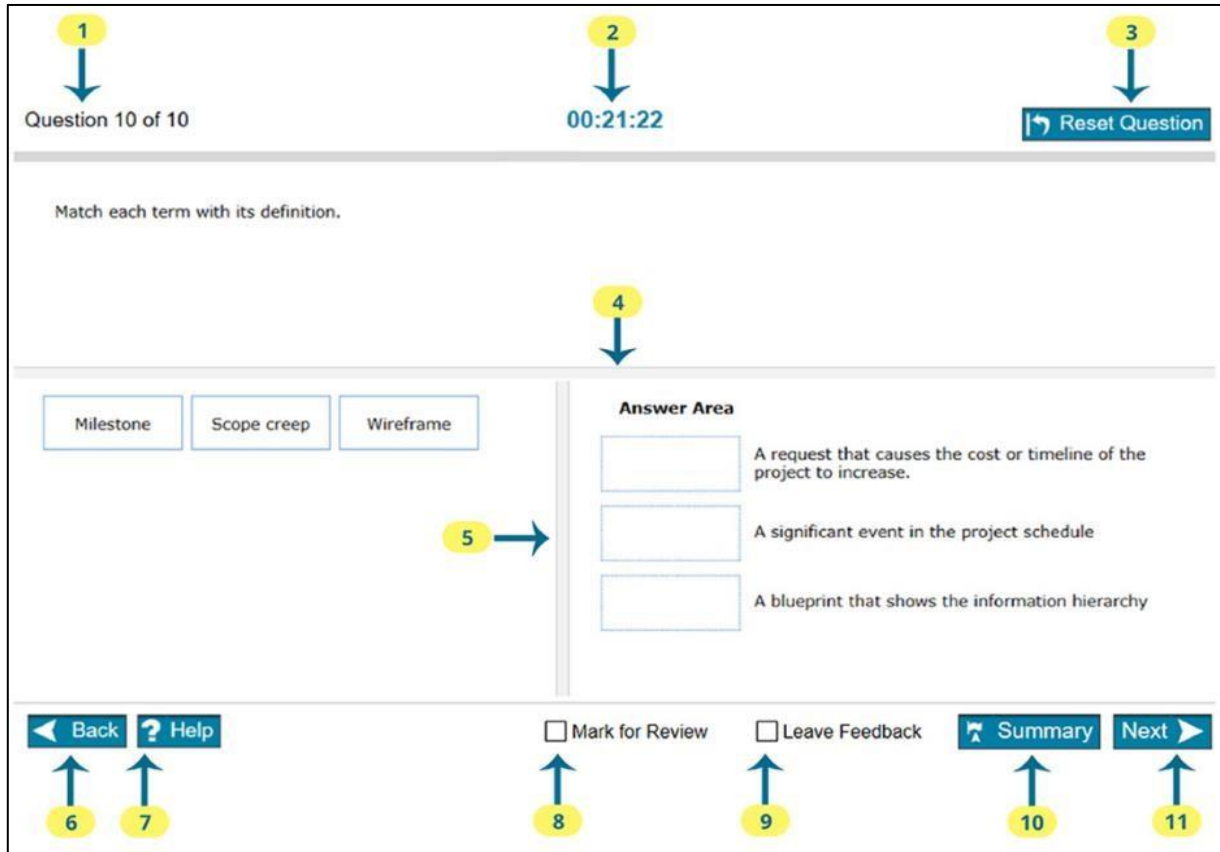 1
2
3
Question 10 of 10
00:21:22
Reset Question
Match each term with its definition.
4
Milestone
Scope creep
Wireframe
Answer Area
A request that causes the cost or timeline of the
project to increase.
A significant event in the project schedule
A blueprint that shows the information hierarchy
5
Back
? Help
Mark for Review
Leave Feedback
Summary
Next
6
7
8
9
10
11